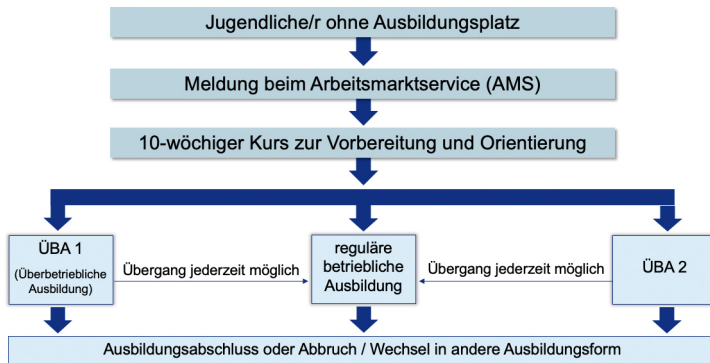 Jugendliche/r ohne Ausbildungsplatz
Meldung beim Arbeitsmarktservice (AMS)
10-wöchiger Kurs zur Vorbereitung und Orientierung
ÜBA 1
(Überbetriebliche
Ausbildung)
Übergang jederzeit möglich
reguläre
betriebliche
Ausbildung
Übergang jederzeit möglich
ÜBA 2
Ausbildungsabschluss oder Abbruch / Wechsel in andere Ausbildungsform